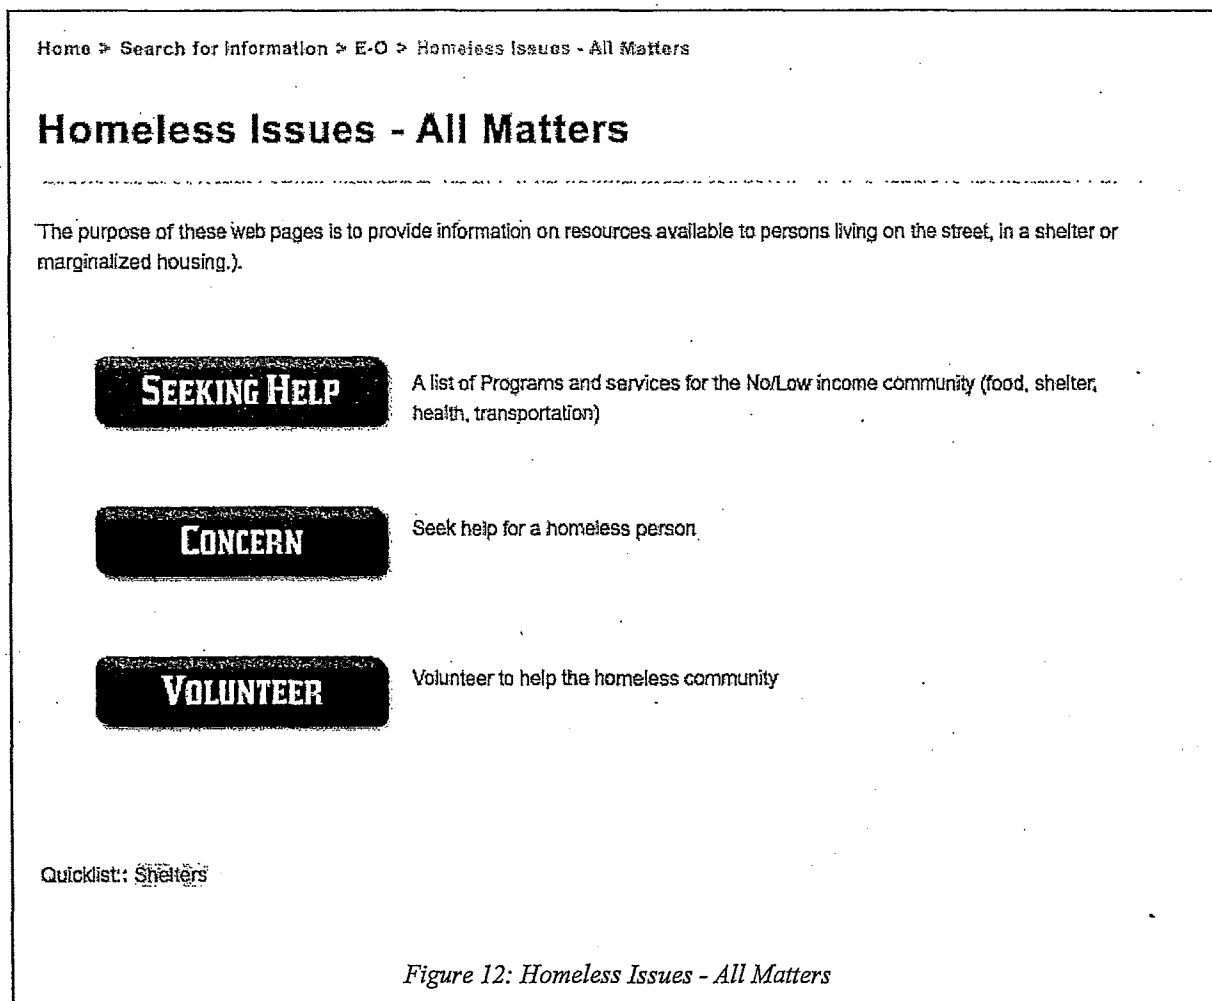 Home > Search for Information > E-O > Homeless Issues - All Matters
Homeless Issues - All Matters
The purpose of these web pages is to provide information on resources available to persons living on the street, in a shelter or
marginalized housing.).
SEEKING HELP
A list of Programs and services for the No/Low income community (food, shelter,
health, transportation)
CONCERN
Seek help for a homeless person
VOLUNTEER
Volunteer to help the homeless community
Quicklist:: Shelters
Figure 12: Homeless Issues - All Matters